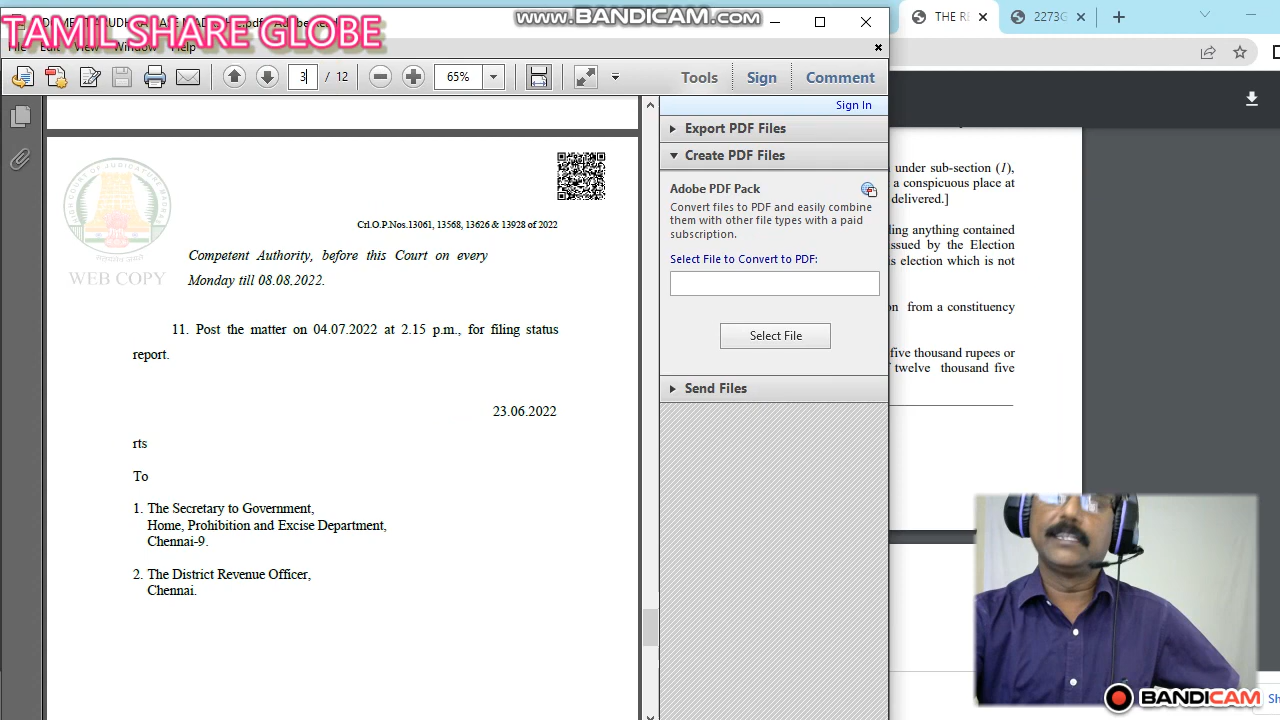 www.BANDICAM.com
TAMIL SHARE GLOBE
Window Help
THE RE
2273G
3 / 12
65%
Tools
Sign
Comment
Sign In
Export PDF Files
Create PDF Files
Adobe PDF Pack
Convert files to PDF and easily combine
them with other file types with a paid
subscription.
Select File to Convert to PDF:
Select File
Send Files
WEB COPY
Crl.O.P.Nos.13061, 13568, 13626 & 13928 of 2022
Competent Authority, before this Court on every
Monday till 08.08.2022.
11. Post the matter on 04.07.2022 at 2.15 p.m., for filing status
report.
23.06.2022
rts
To
1. The Secretary to Government,
Home, Prohibition and Excise Department,
Chennai-9.
2. The District Revenue Officer,
Chennai.
under sub-section (1),
a conspicuous place at
delivered.]
ing anything contained
ssued by the Election
s election which is not
n from a constituency
five thousand rupees or
twelve thousand five
BANDICAM
Sh